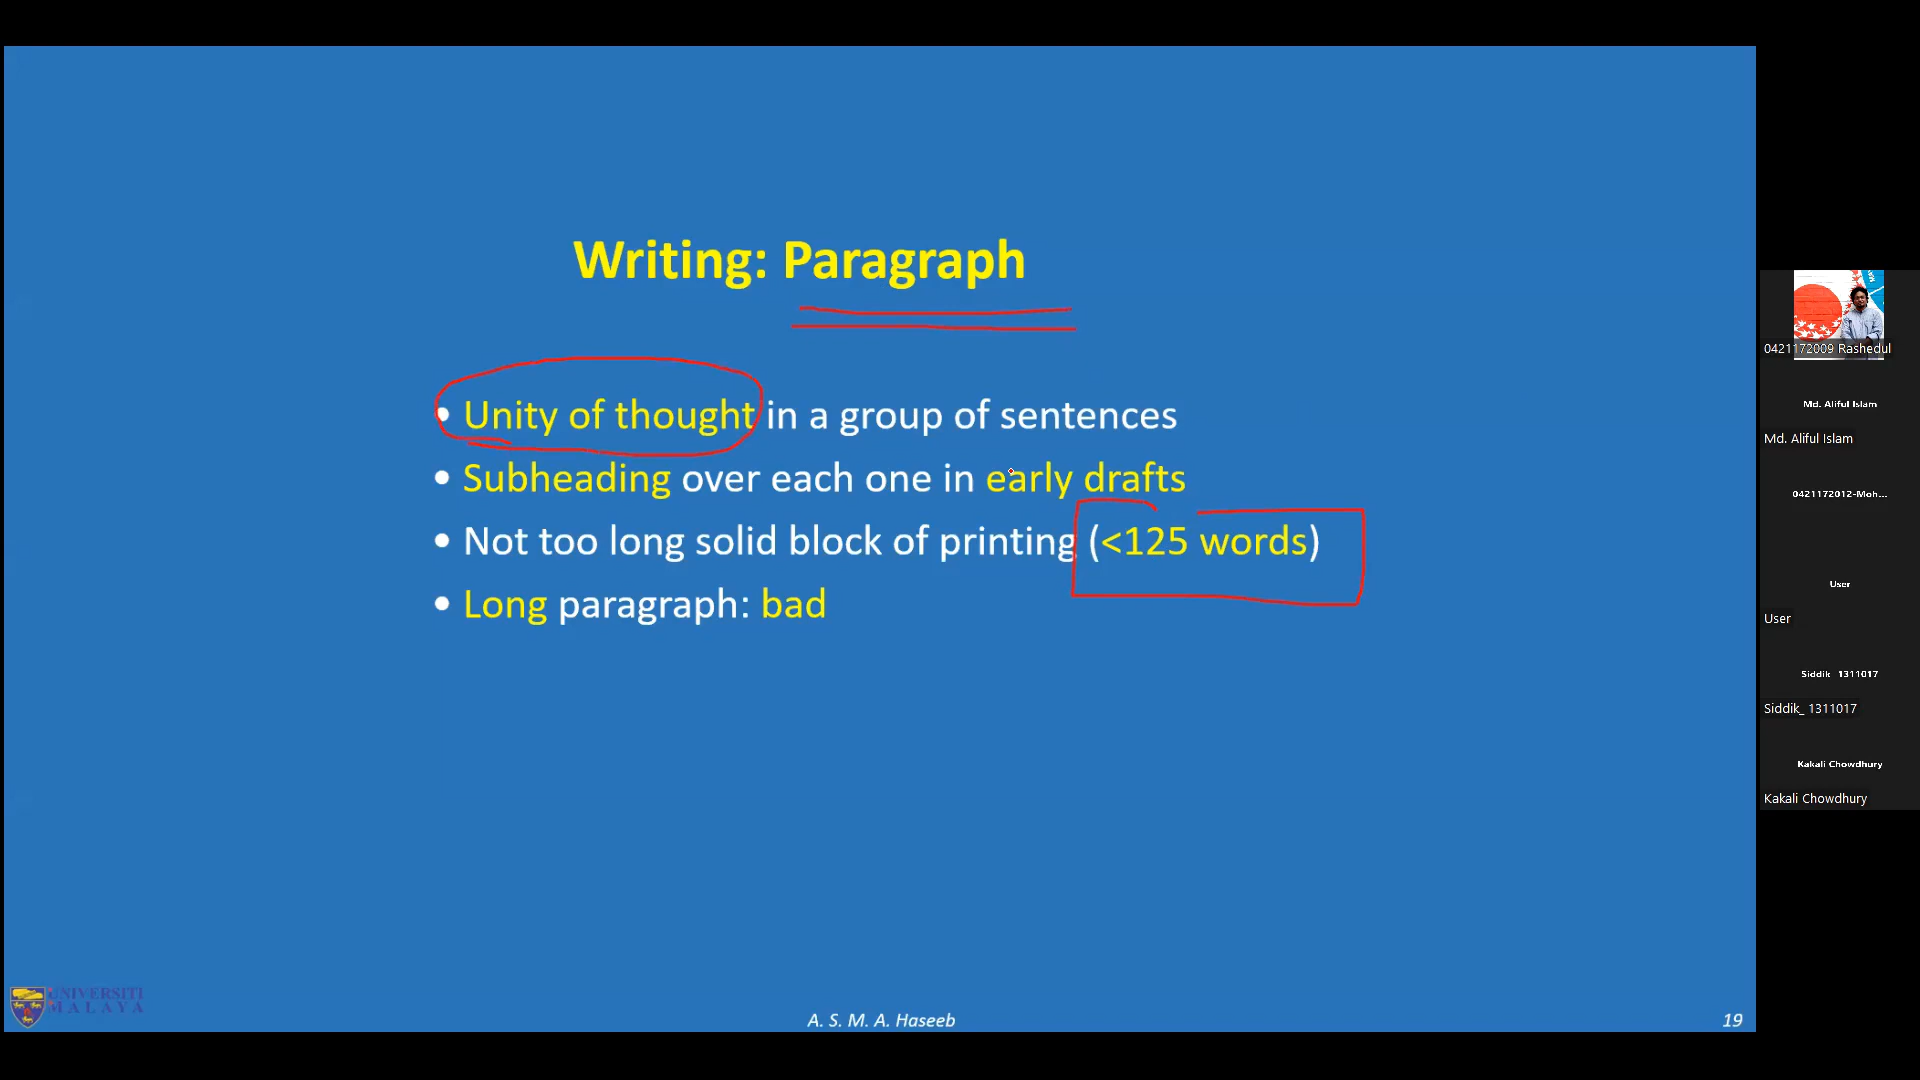 Writing: Paragraph
• Unity of thought in a group of sentences
• Subheading over each one in early drafts
• Not too long solid block of printing (<125 words)
• Long paragraph: bad
UNIVERSITI
MALAYA
A. S. M. A. Haseeb
19
0421172009 Rashedul
Md. Aliful Islam
Md. Aliful Islam
0421172012-Moh...
User
User
Siddik_ 1311017
Siddik_ 1311017
Kakali Chowdhury
Kakali Chowdhury